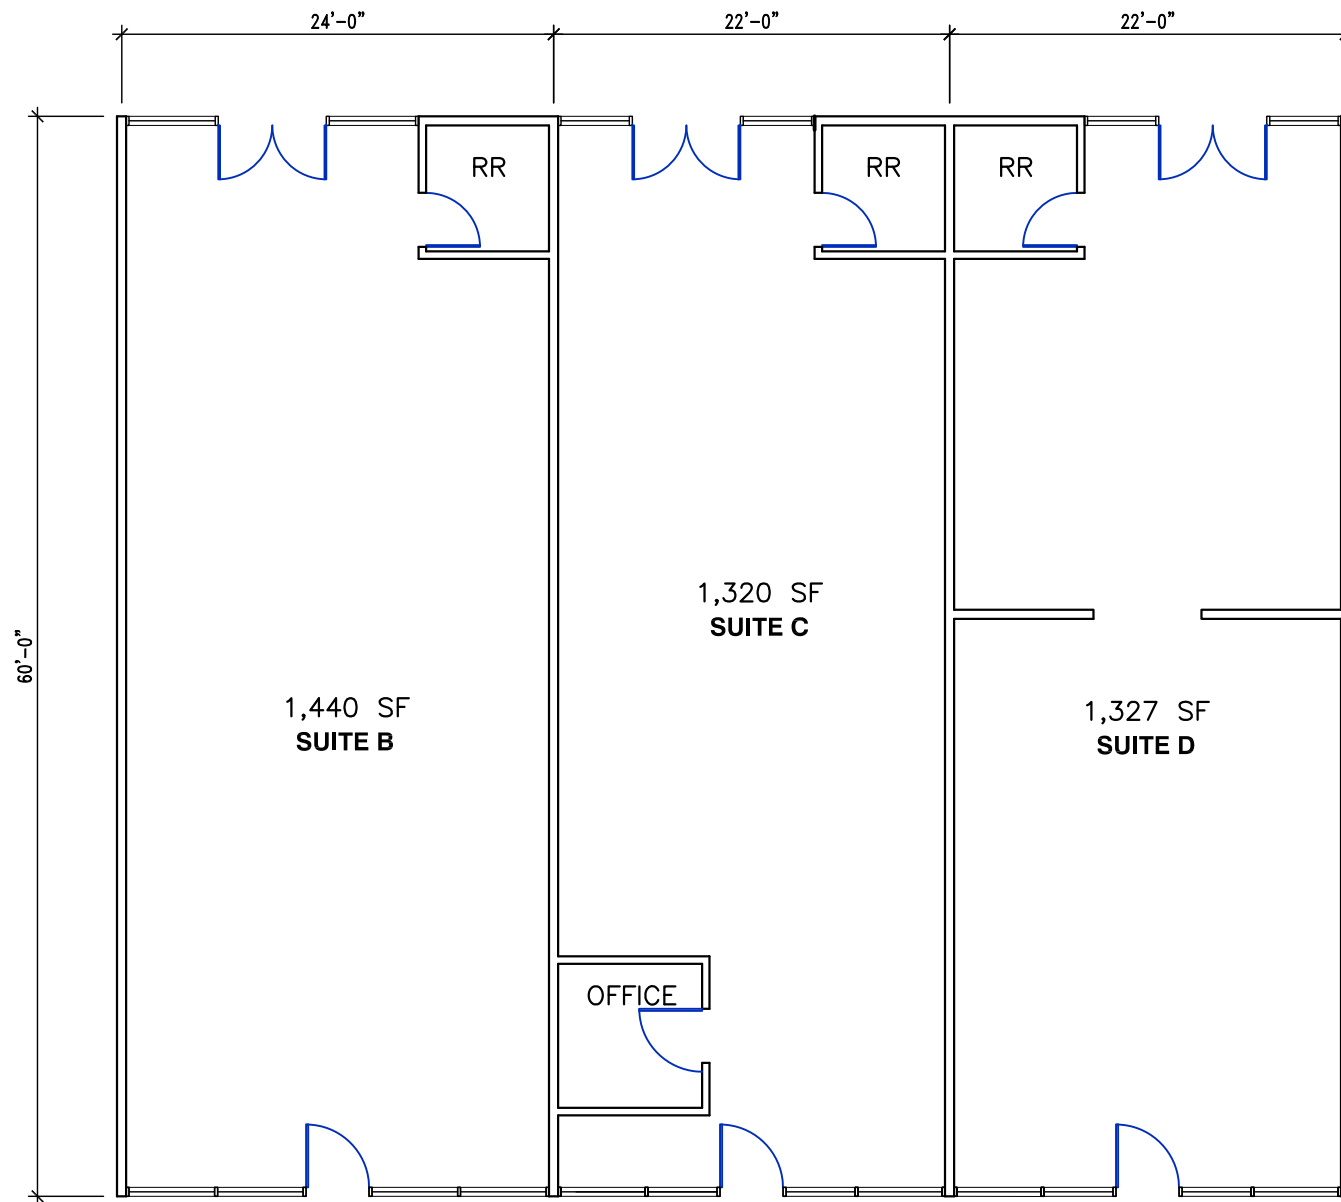 24'-0"
22'-0"
22'-0"
RR
RR
RR
60'-0"
1,320 SF
SUITE C
1,440 SF
SUITE B
1,327 SF
SUITE D
OFFICE